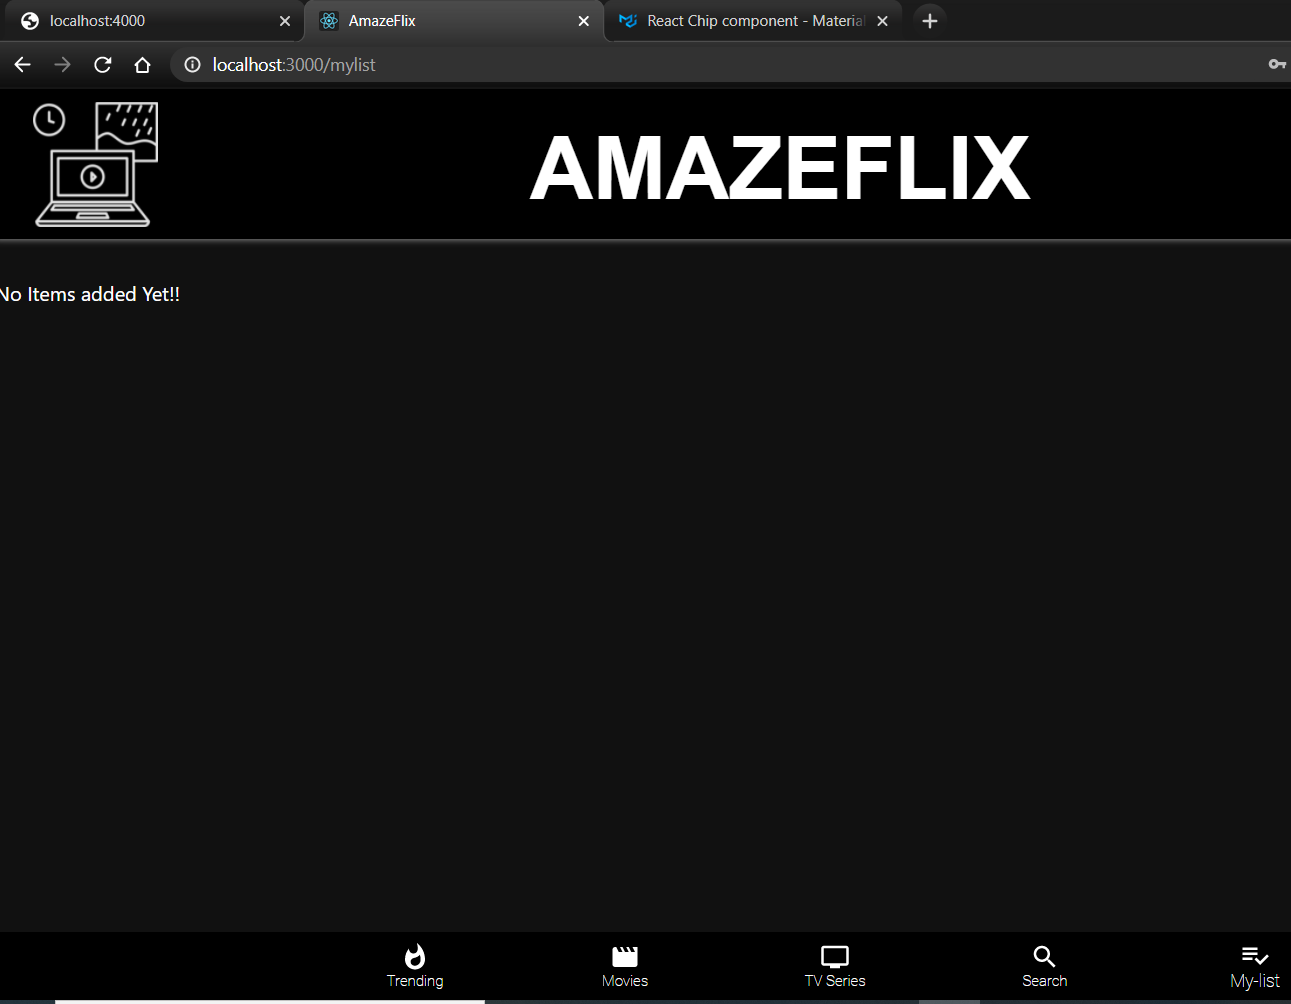 localhost:4000
AmazeFlix
React Chip component - Material
localhost:3000/mylist
AMAZEFLIX
No Items added Yet!!
Trending
Movies
TV Series
Search
My-list